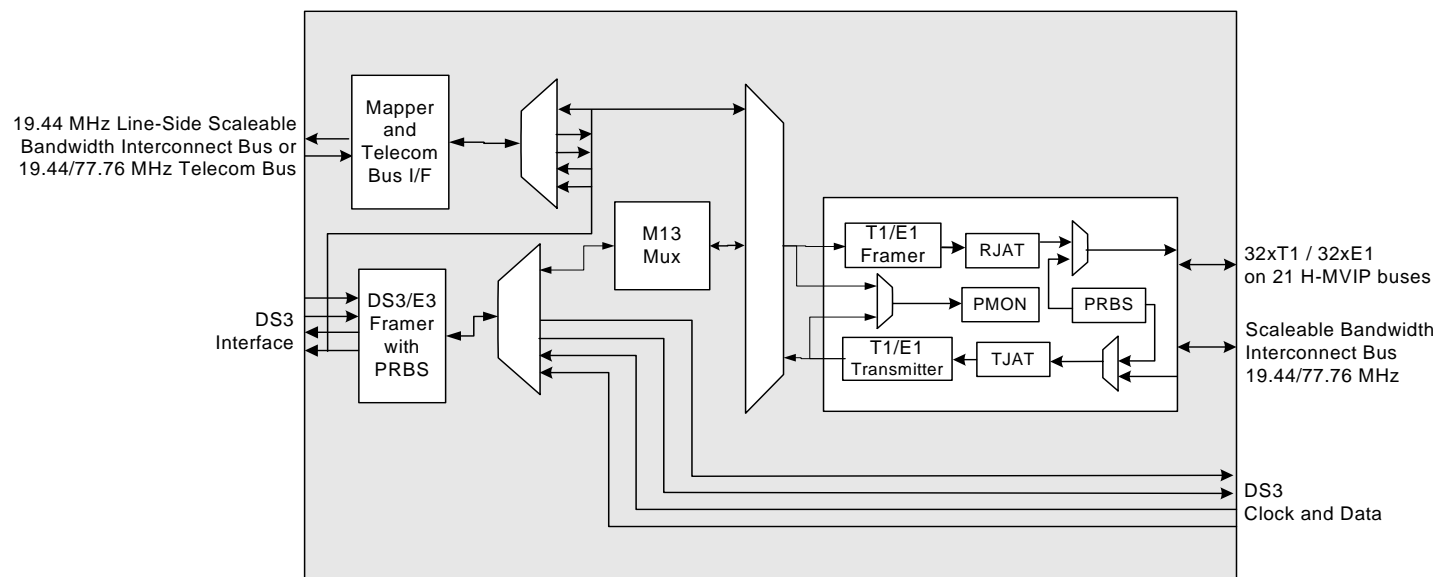 19.44 MHz Line-Side Scaleable
Bandwidth Interconnect Bus or
19.44/77.76 MHz Telecom Bus
Mapper
and
Telecom
Bus I/F
M13
Mux
DS3
Interface
DS3/E3
Framer
with
PRBS
T1/E1
Framer
RJAT
PMON
PRBS
T1/E1
Transmitter
TJAT
32xT1 / 32xE1
on 21 H-MVIP buses
Scaleable Bandwidth
Interconnect Bus
19.44/77.76 MHz
DS3
Clock and Data